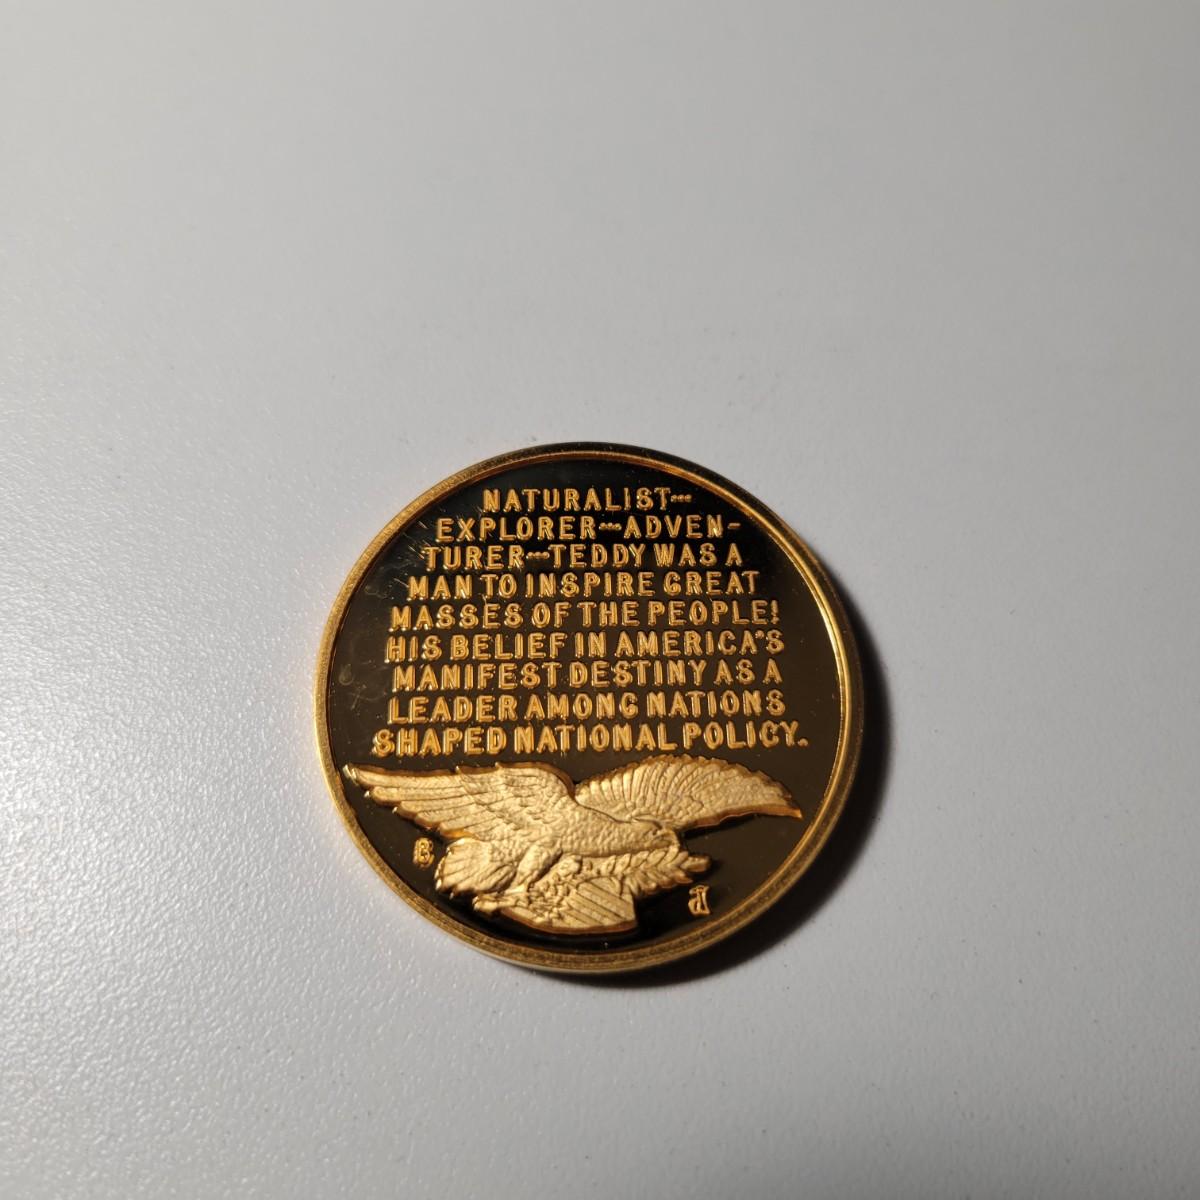 NATURALIST---
EXPLORER---ADVEN-
TURER---TEDDY WAS A
MAN TO INSPIRE GREAT
MASSES OF THE PEOPLE!
HIS BELIEF IN AMERICA'S
MANIFEST DESTINY AS A
LEADER AMONG NATIONS
SHAPED NATIONAL POLICY.